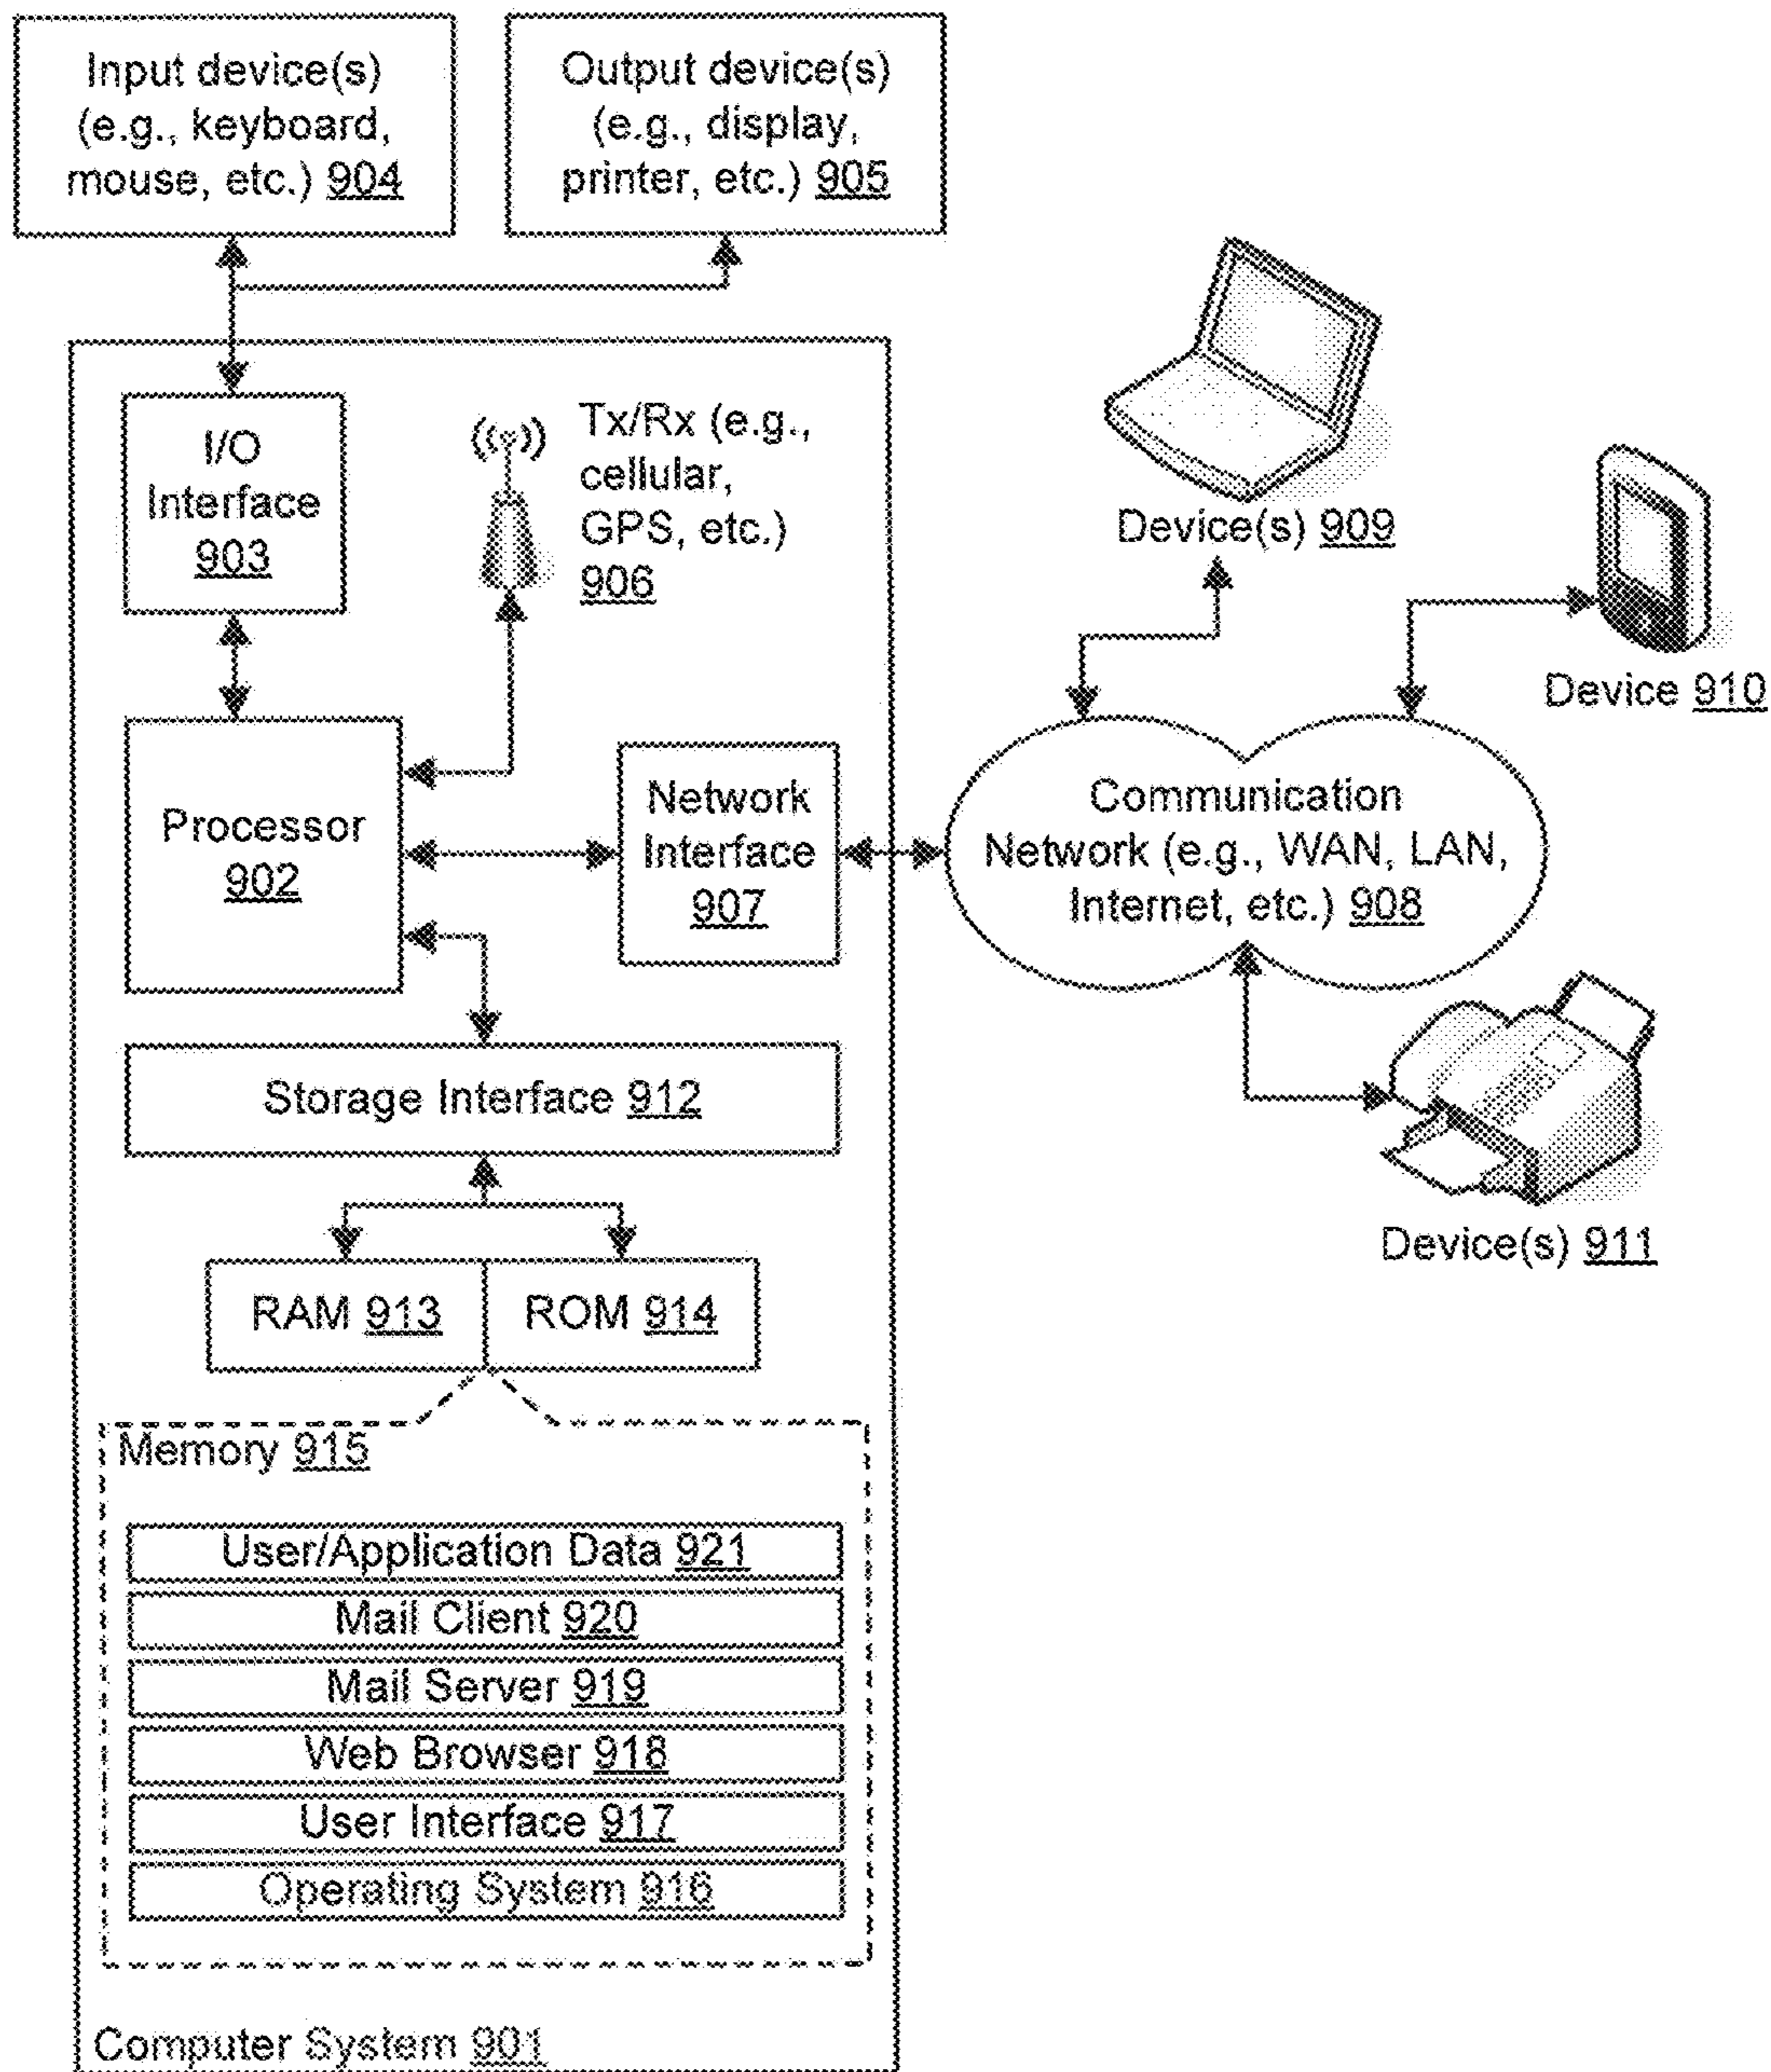 Input device(s)
(e.g., keyboard,
mouse, etc.) 904
Output device(s)
(e.g., display,
printer, etc.) 905
I/O
Interface
903
Tx/Rx (e.g.,
cellular,
GPS, etc.)
906
Device(s) 909
Device 910
Processor
902
Network
Interface
907
Communication
Network (e.g., WAN, LAN,
Internet, etc.) 908
Storage Interface 912
Device(s) 911
RAM 913
ROM 914
Memory 915
User/Application Data 921
Mail Client 920
Mail Server 919
Web Browser 918
User Interface 917
Operating System 916
Computer System 901